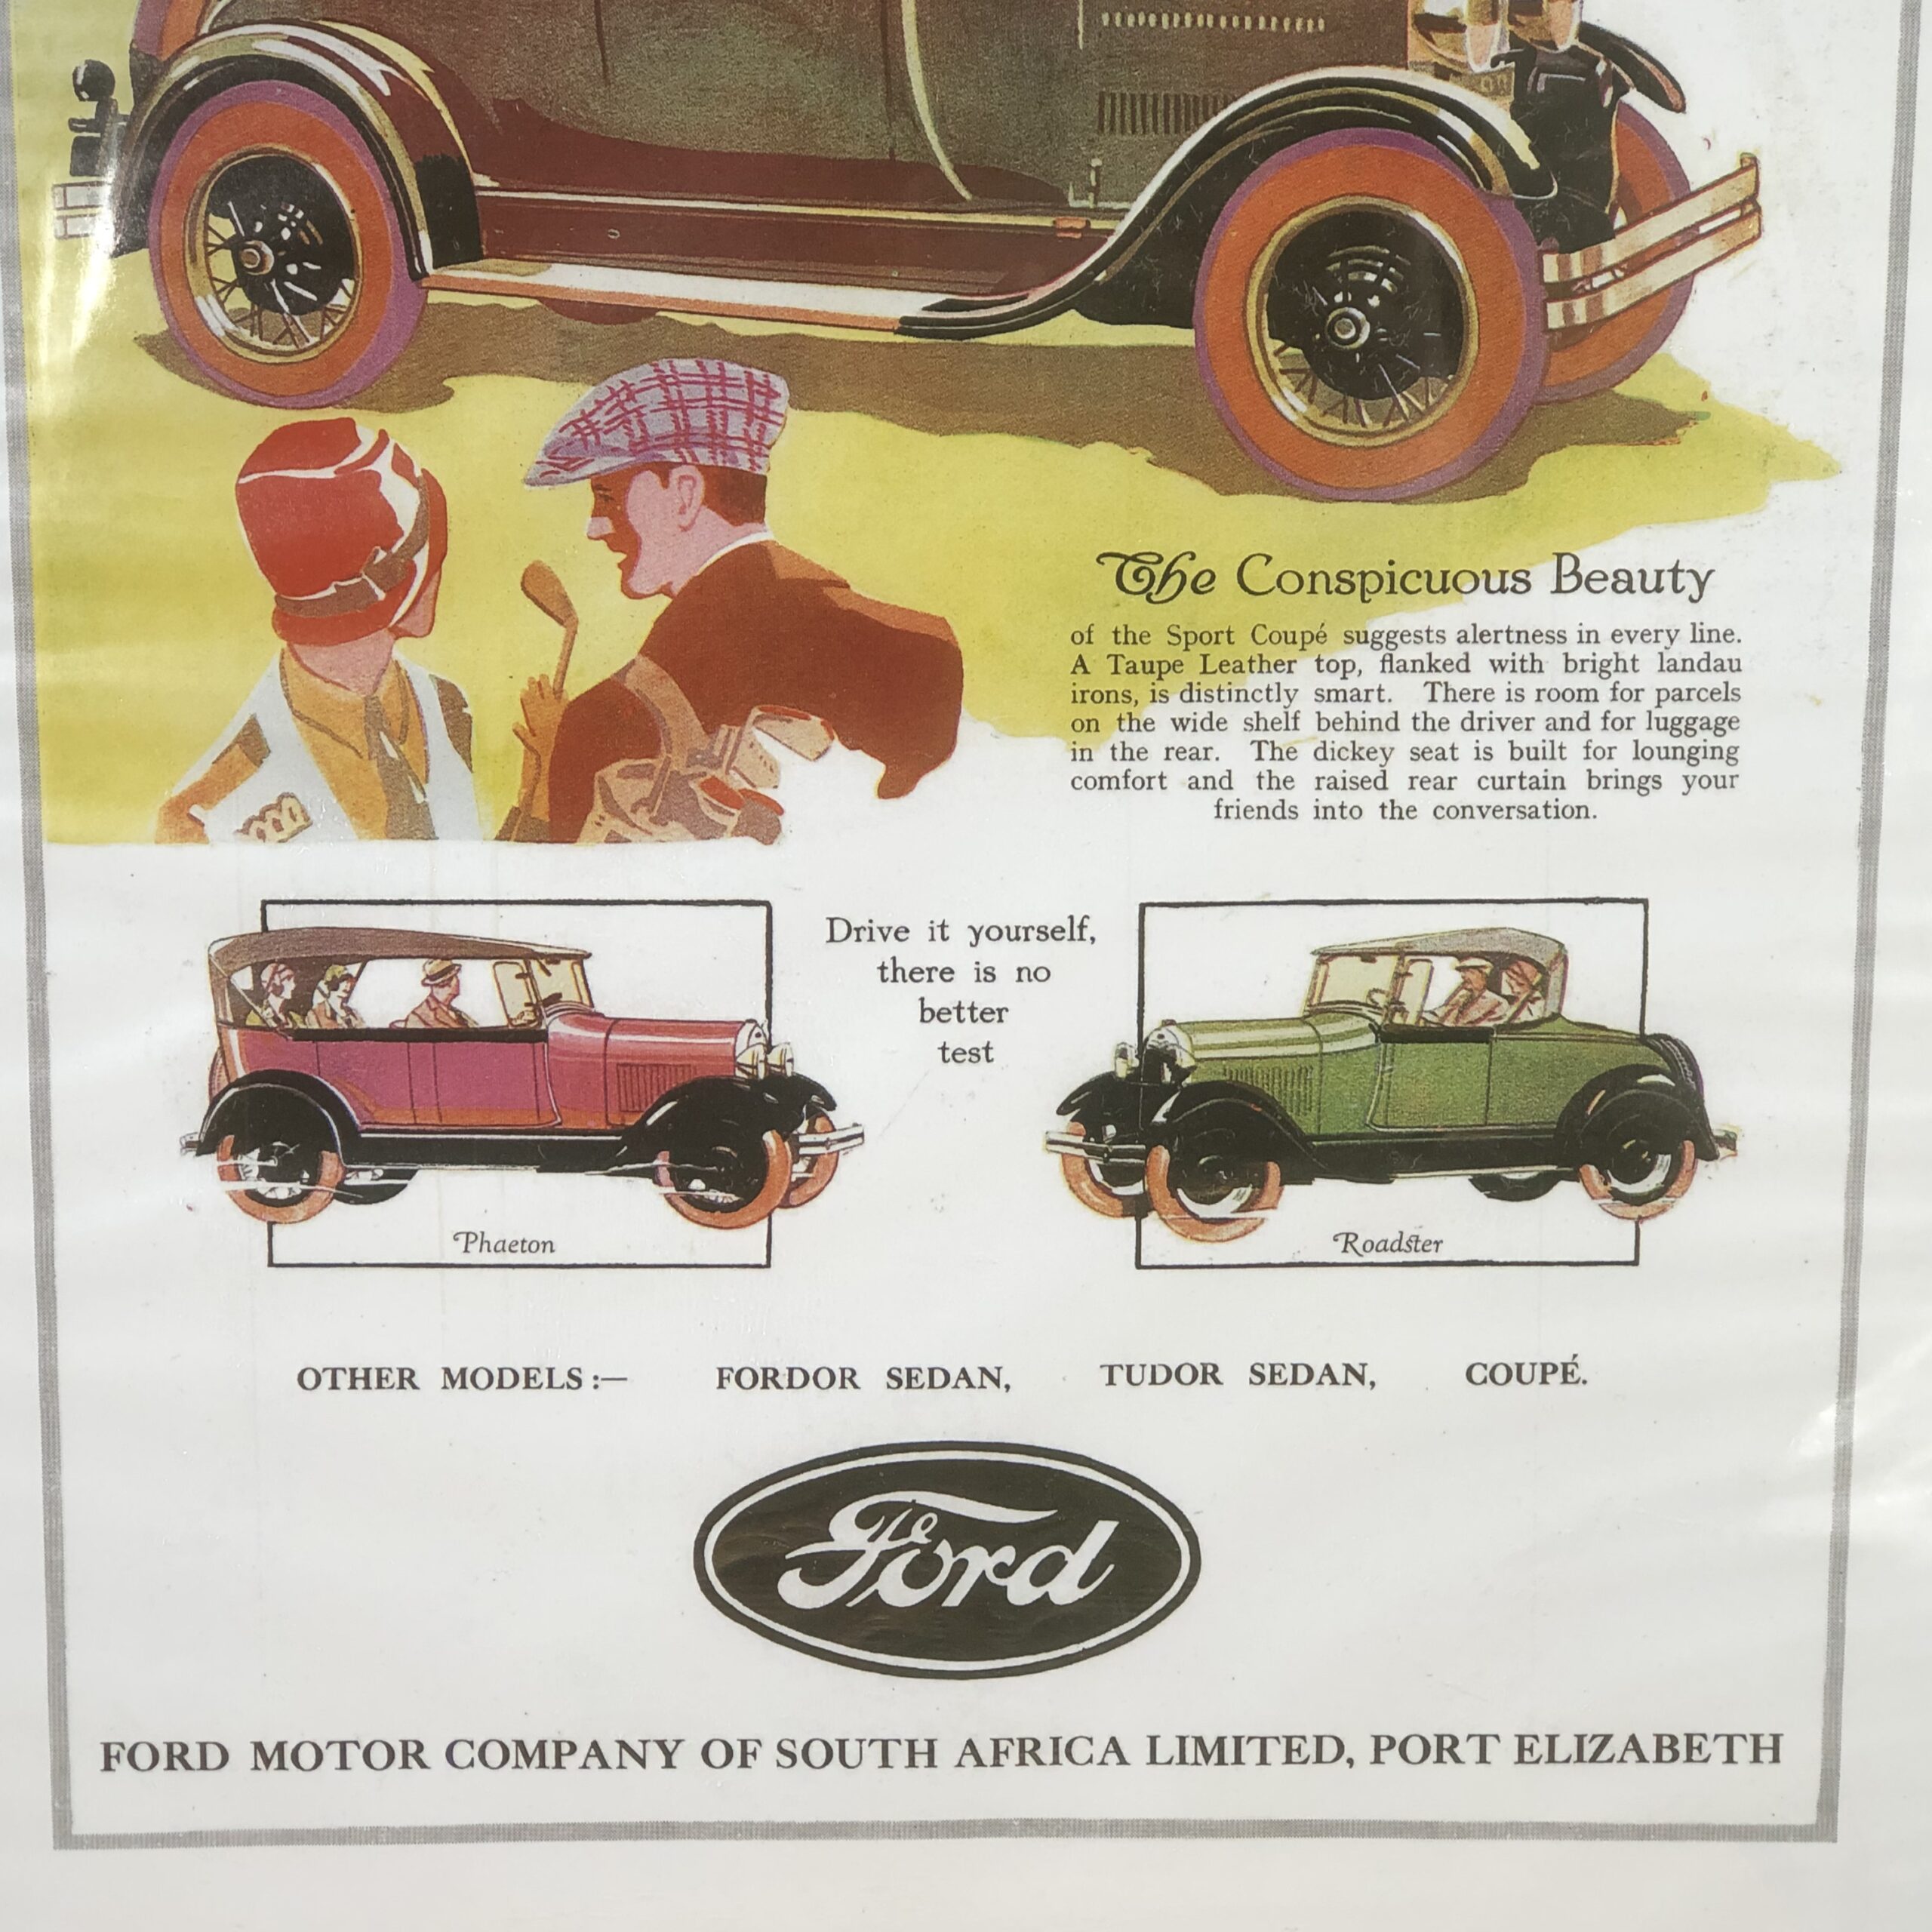 The Conspicuous Beauty
of the Sport Coupé suggests alertness in every line.
A Taupe Leather top, flanked with bright landau
irons, is distinctly smart. There is room for parcels
on the wide shelf behind the driver and for luggage
in the rear. The dickey seat is built for lounging
comfort and the raised rear curtain brings your
friends into the conversation.
Drive it yourself,
there is no
better
test
Phaeton
Roadster
OTHER MODELS :— FORDOR SEDAN, TUDOR SEDAN, COUPÉ.
Ford
FORD MOTOR COMPANY OF SOUTH AFRICA LIMITED, PORT ELIZABETH